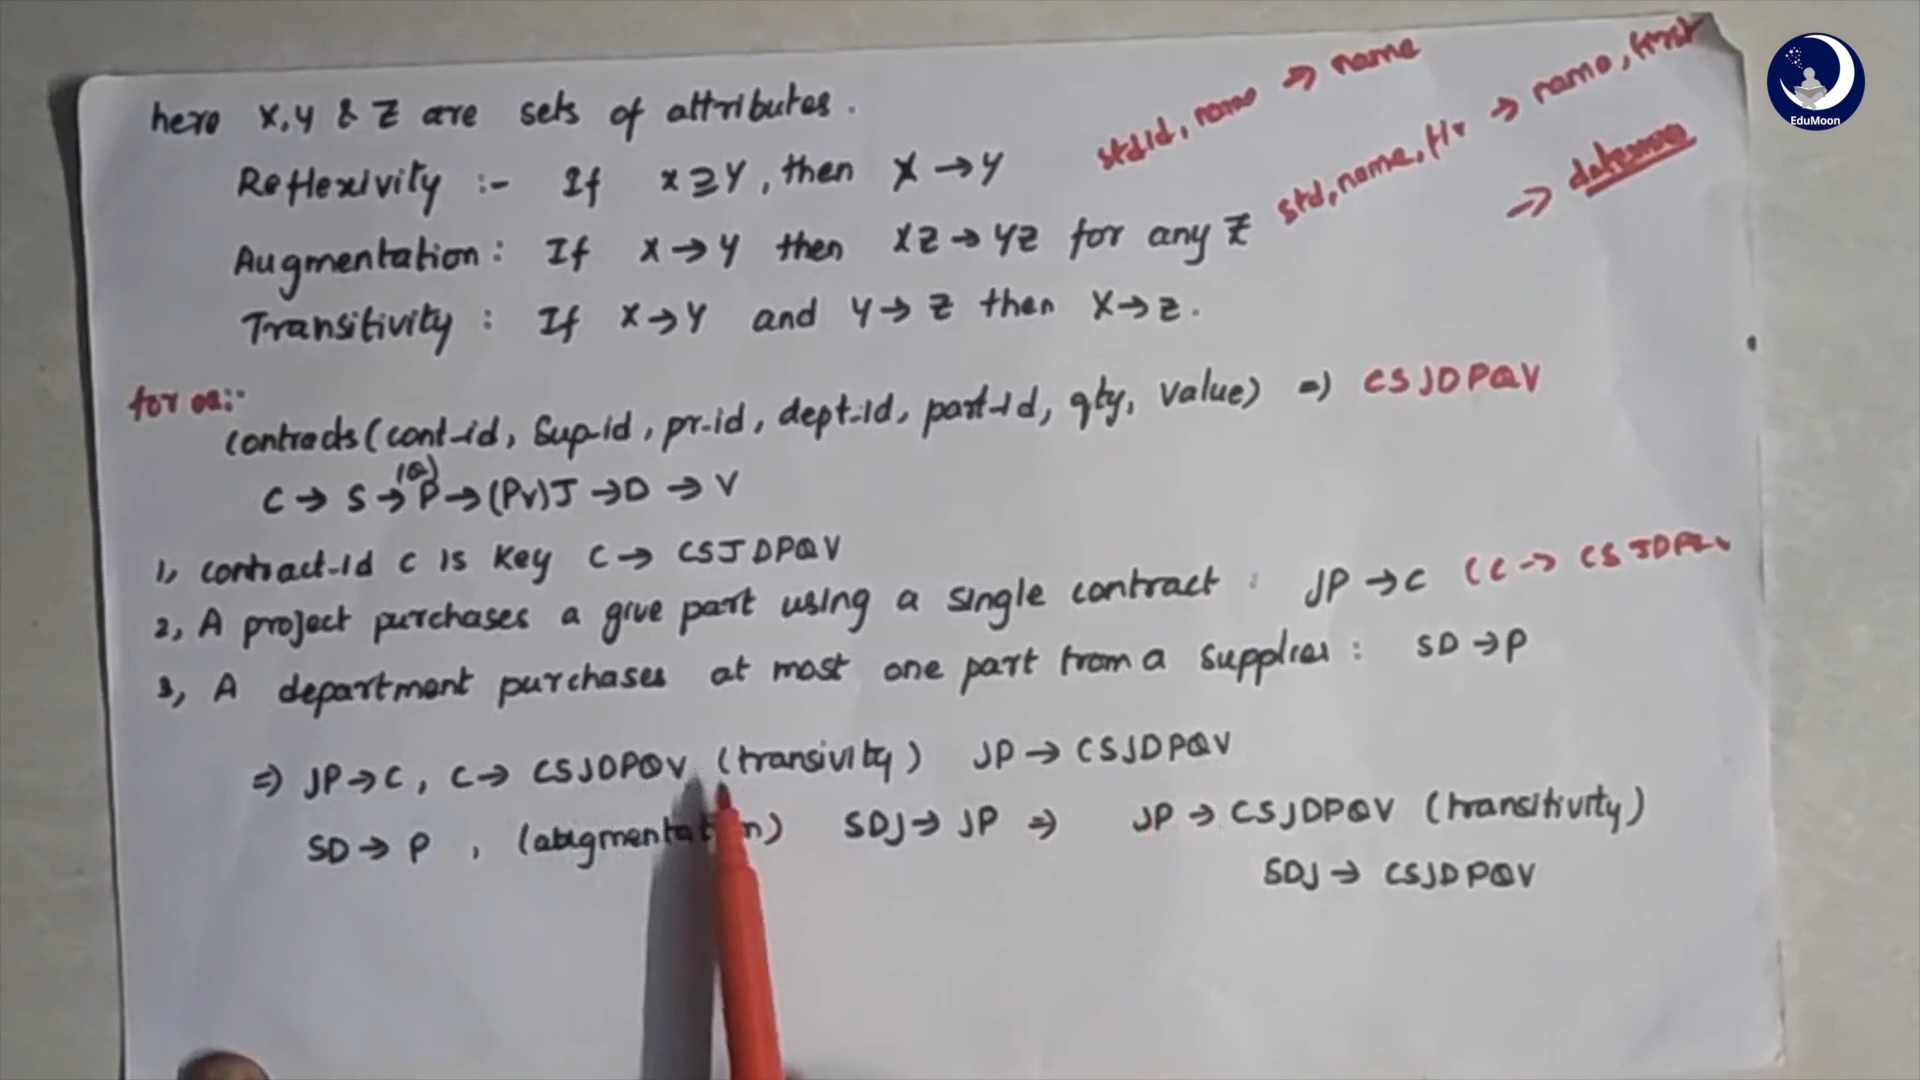 here X, Y & Z are sets of attributes.
Reflexivity :- If X ⊇ Y, then X → Y
stdid, name → name
Augmentation : If X → Y then XZ → YZ for any Z
std, name, Hr → name,
Transitivity : If X → Y and Y → Z then X → Z.
for ex:-
contracts (cont-id, Sup-id, pr-id, dept-id, part-id, qty, value) ⇒ CSJDPQV
C → S → (Q) P → (Pv) J → D → V
1, contract-id C is Key C → CSJDPQV
2, A project purchases a give part using a single contract : JP → C (C → CSJDPQV
3, A department purchases at most one part from a supplier : SD → P
⇒ JP → C, C → CSJDPQV (transivity) JP → CSJDPQV
SD → P, (augmentation) SDJ → JP ⇒ JP → CSJDPQV (transitivity)
SDJ → CSJDPQV
EduMoon